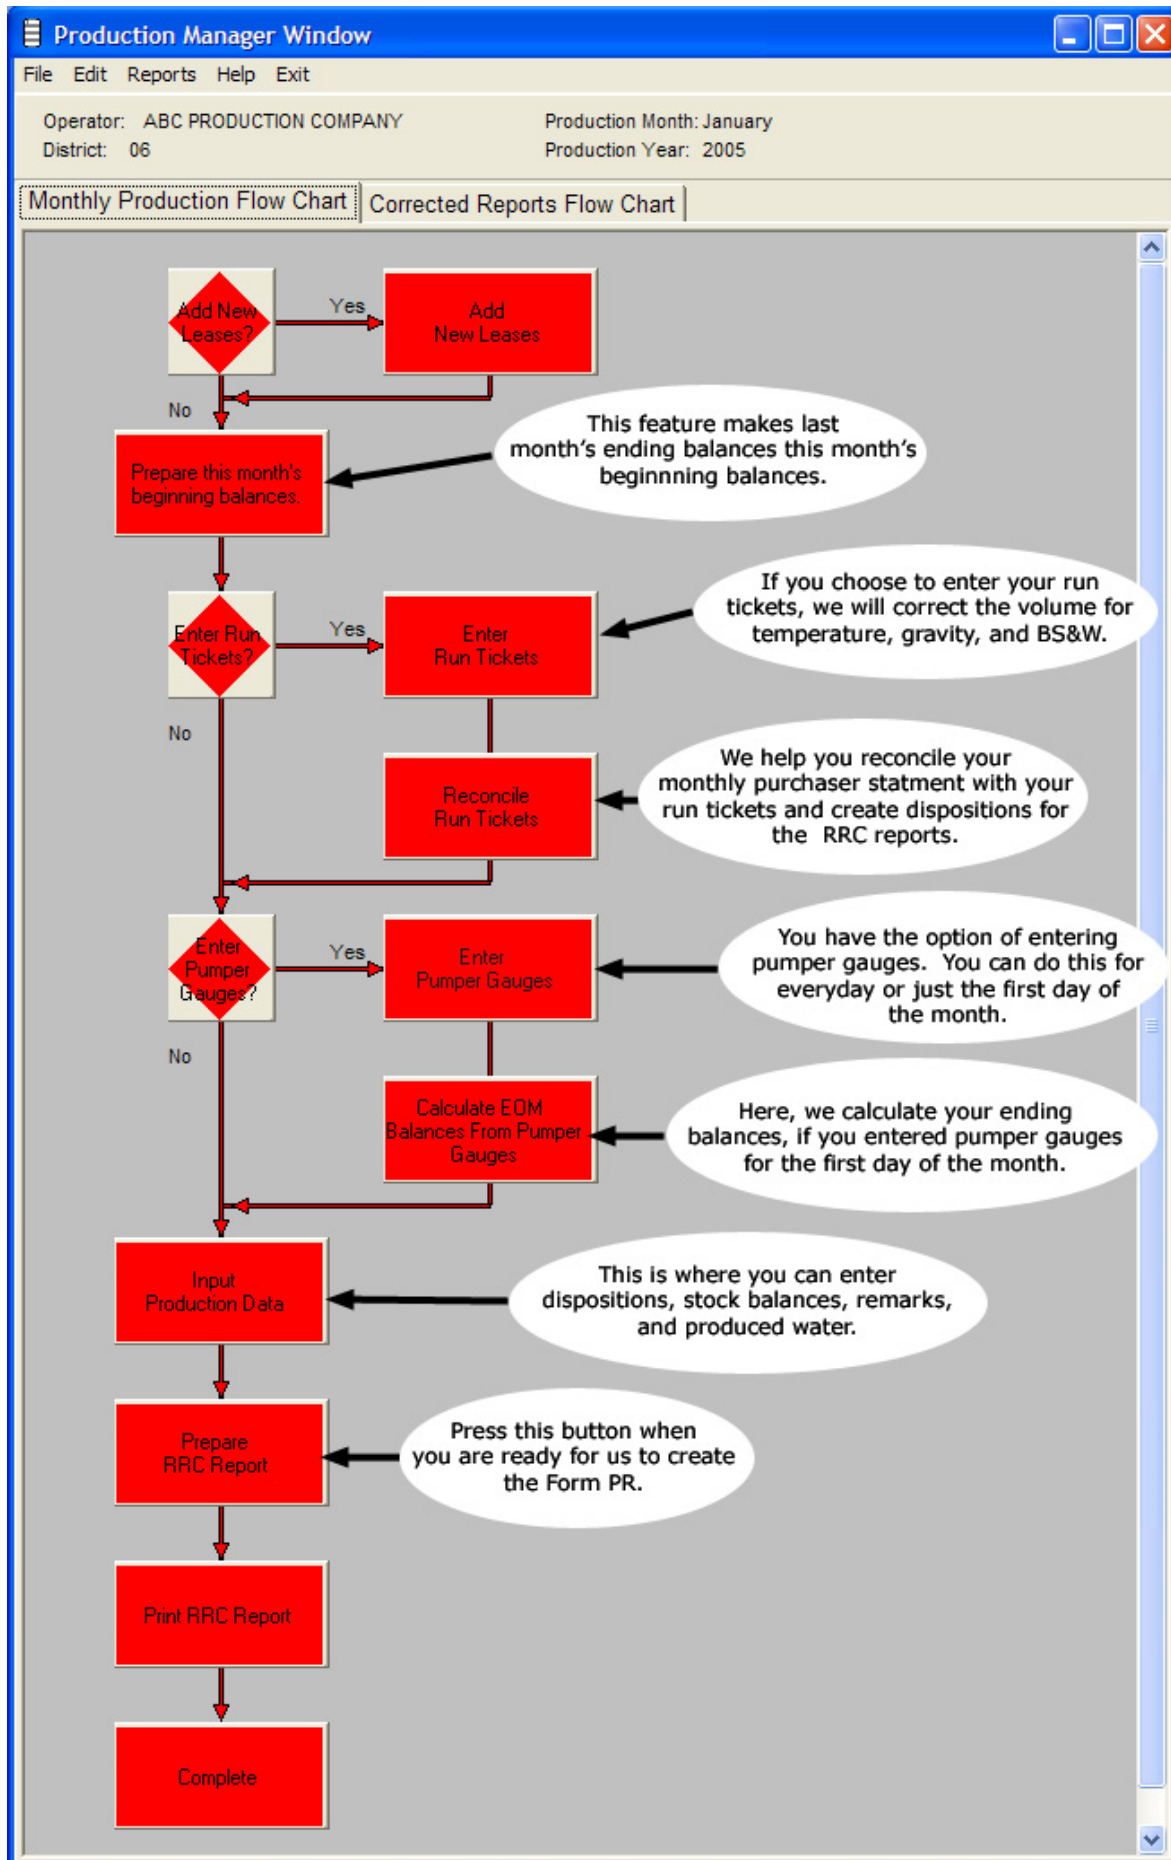 Production Manager Window
File Edit Reports Help Exit
Operator: ABC PRODUCTION COMPANY
Production Month: January
District: 06
Production Year: 2005
Monthly Production Flow Chart
Corrected Reports Flow Chart
Add New
Leases?
Yes
Add
New Leases
No
Prepare this month's
beginning balances.
This feature makes last
month's ending balances this month's
beginnning balances.
Enter Run
Tickets?
Yes
Enter
Run Tickets
If you choose to enter your run
tickets, we will correct the volume for
temperature, gravity, and BS&W.
No
Reconcile
Run Tickets
We help you reconcile your
monthly purchaser statment with your
run tickets and create dispositions for
the RRC reports.
Enter
Pumper
Gauges?
Yes
Enter
Pumper Gauges
You have the option of entering
pumper gauges. You can do this for
everyday or just the first day of
the month.
No
Calculate EOM
Balances From Pumper
Gauges
Here, we calculate your ending
balances, if you entered pumper gauges
for the first day of the month.
Input
Production Data
This is where you can enter
dispositions, stock balances, remarks,
and produced water.
Prepare
RRC Report
Press this button when
you are ready for us to create
the Form PR.
Print RRC Report
Complete